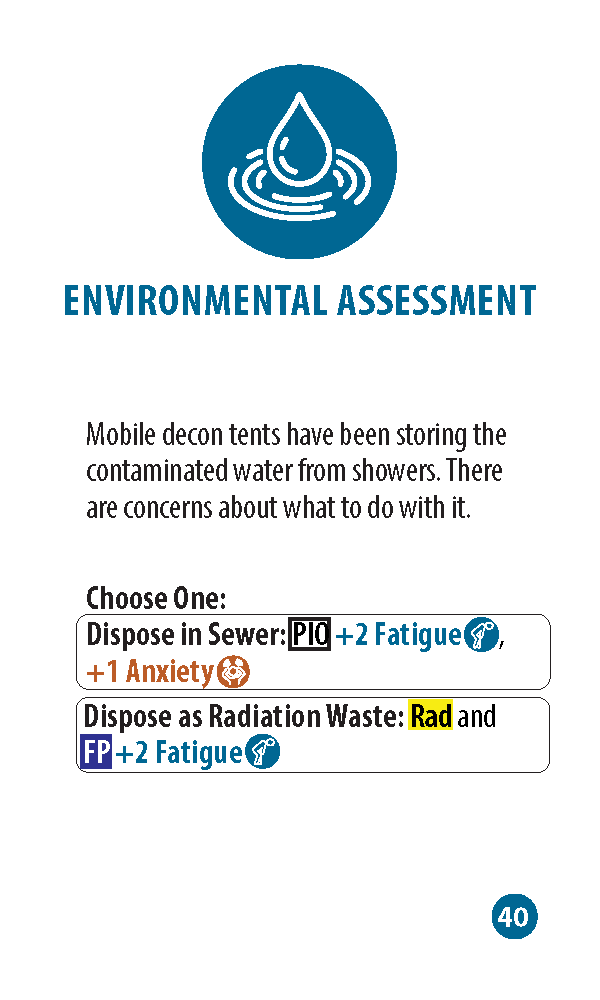 ENVIRONMENTAL ASSESSMENT
Mobile decon tents have been storing the
contaminated water from showers. There
are concerns about what to do with it.
Choose One:
Dispose in Sewer: PIO +2 Fatigue,
+1 Anxiety
Dispose as Radiation Waste: Rad and
FP +2 Fatigue
40